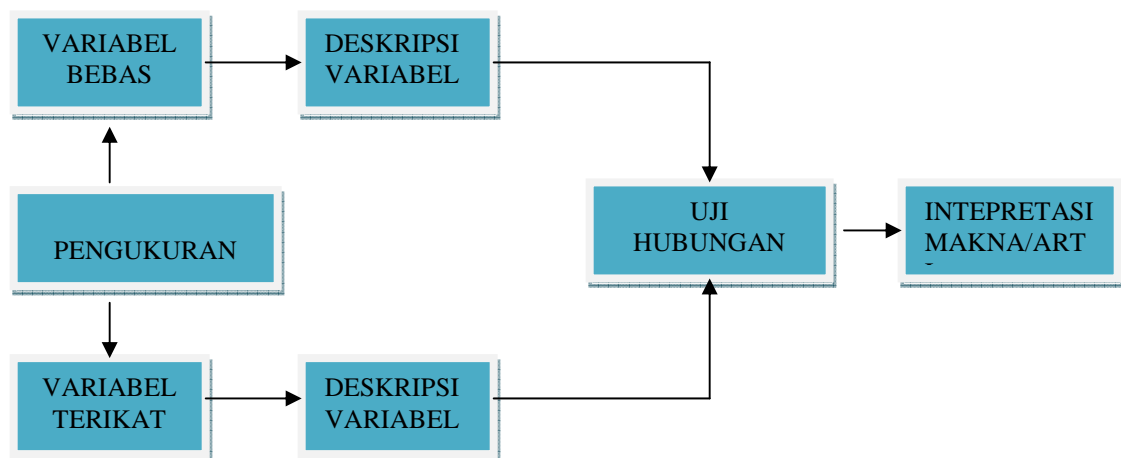 VARIABEL
BEBAS
DESKRIPSI
VARIABEL
PENGUKURAN
UJI
HUBUNGAN
INTEPRETASI
MAKNA/ART
VARIABEL
TERIKAT
DESKRIPSI
VARIABEL